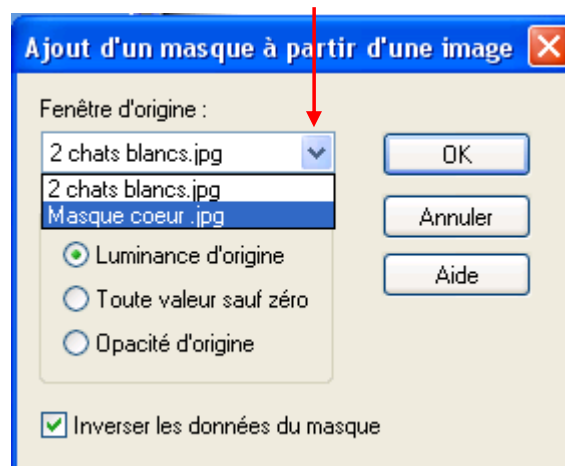 Ajout d'un masque à partir d'une image
Fenêtre d'origine :
2 chats blancs.jpg
OK
2 chats blancs.jpg
Masque coeur .jpg
Annuler
Luminance d'origine
Aide
Toute valeur sauf zéro
Opacité d'origine
Inverser les données du masque